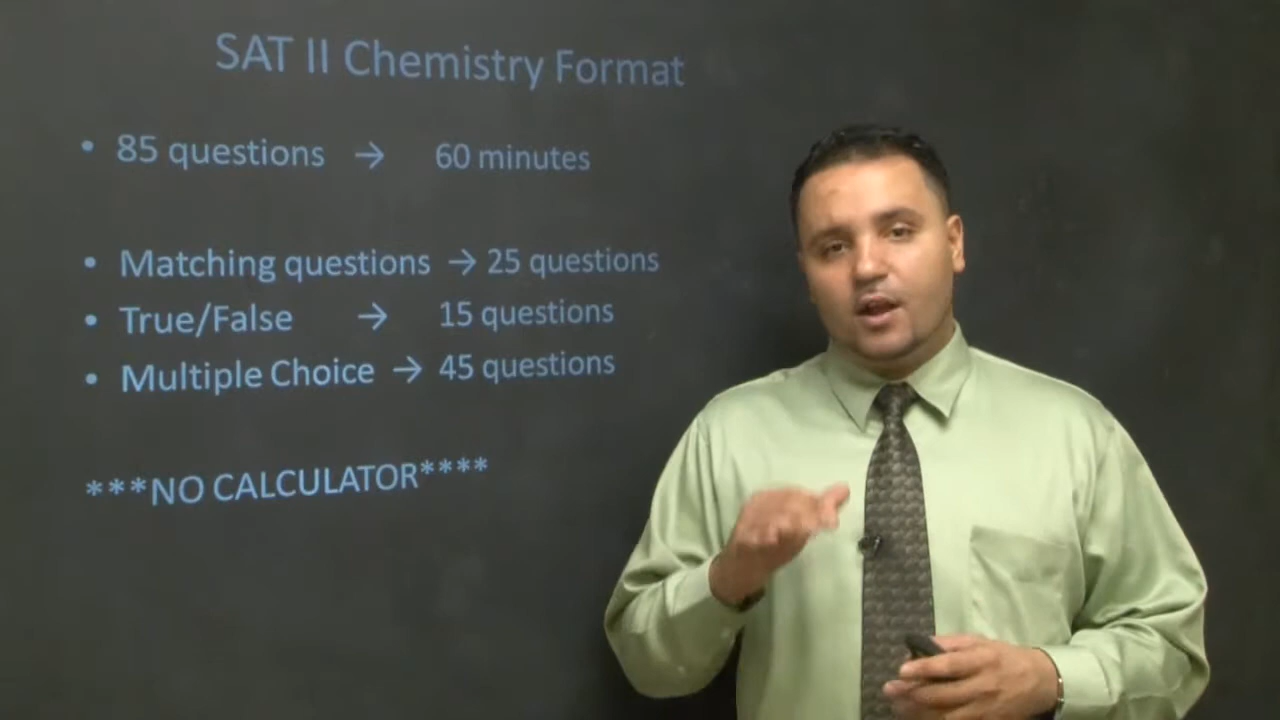 SAT II Chemistry Format
• 85 questions → 60 minutes
• Matching questions → 25 questions
• True/False → 15 questions
• Multiple Choice → 45 questions
***NO CALCULATOR****